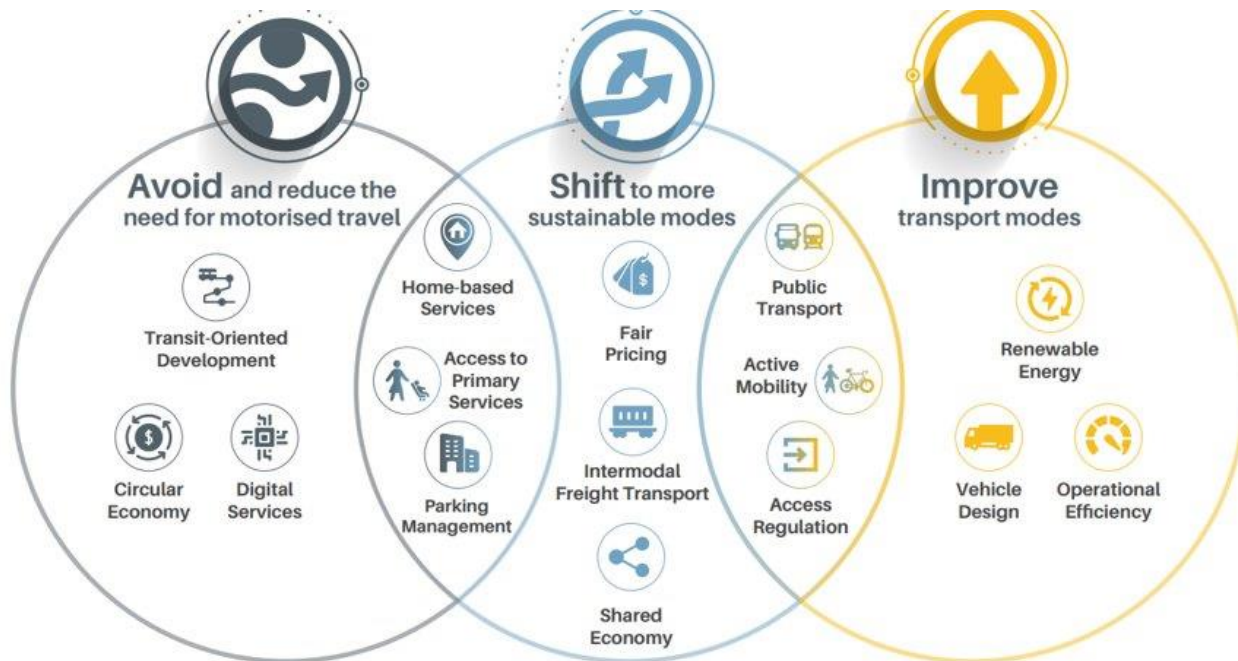 Avoid and reduce the
need for motorised travel
Transit-Oriented
Development
Circular
Economy
Digital
Services
Home-based
Services
Access to
Primary
Services
Parking
Management
Shift to more
sustainable modes
$
Fair
Pricing
Intermodal
Freight Transport
Shared
Economy
Public
Transport
Active
Mobility
Access
Regulation
Improve
transport modes
Renewable
Energy
Vehicle
Design
Operational
Efficiency